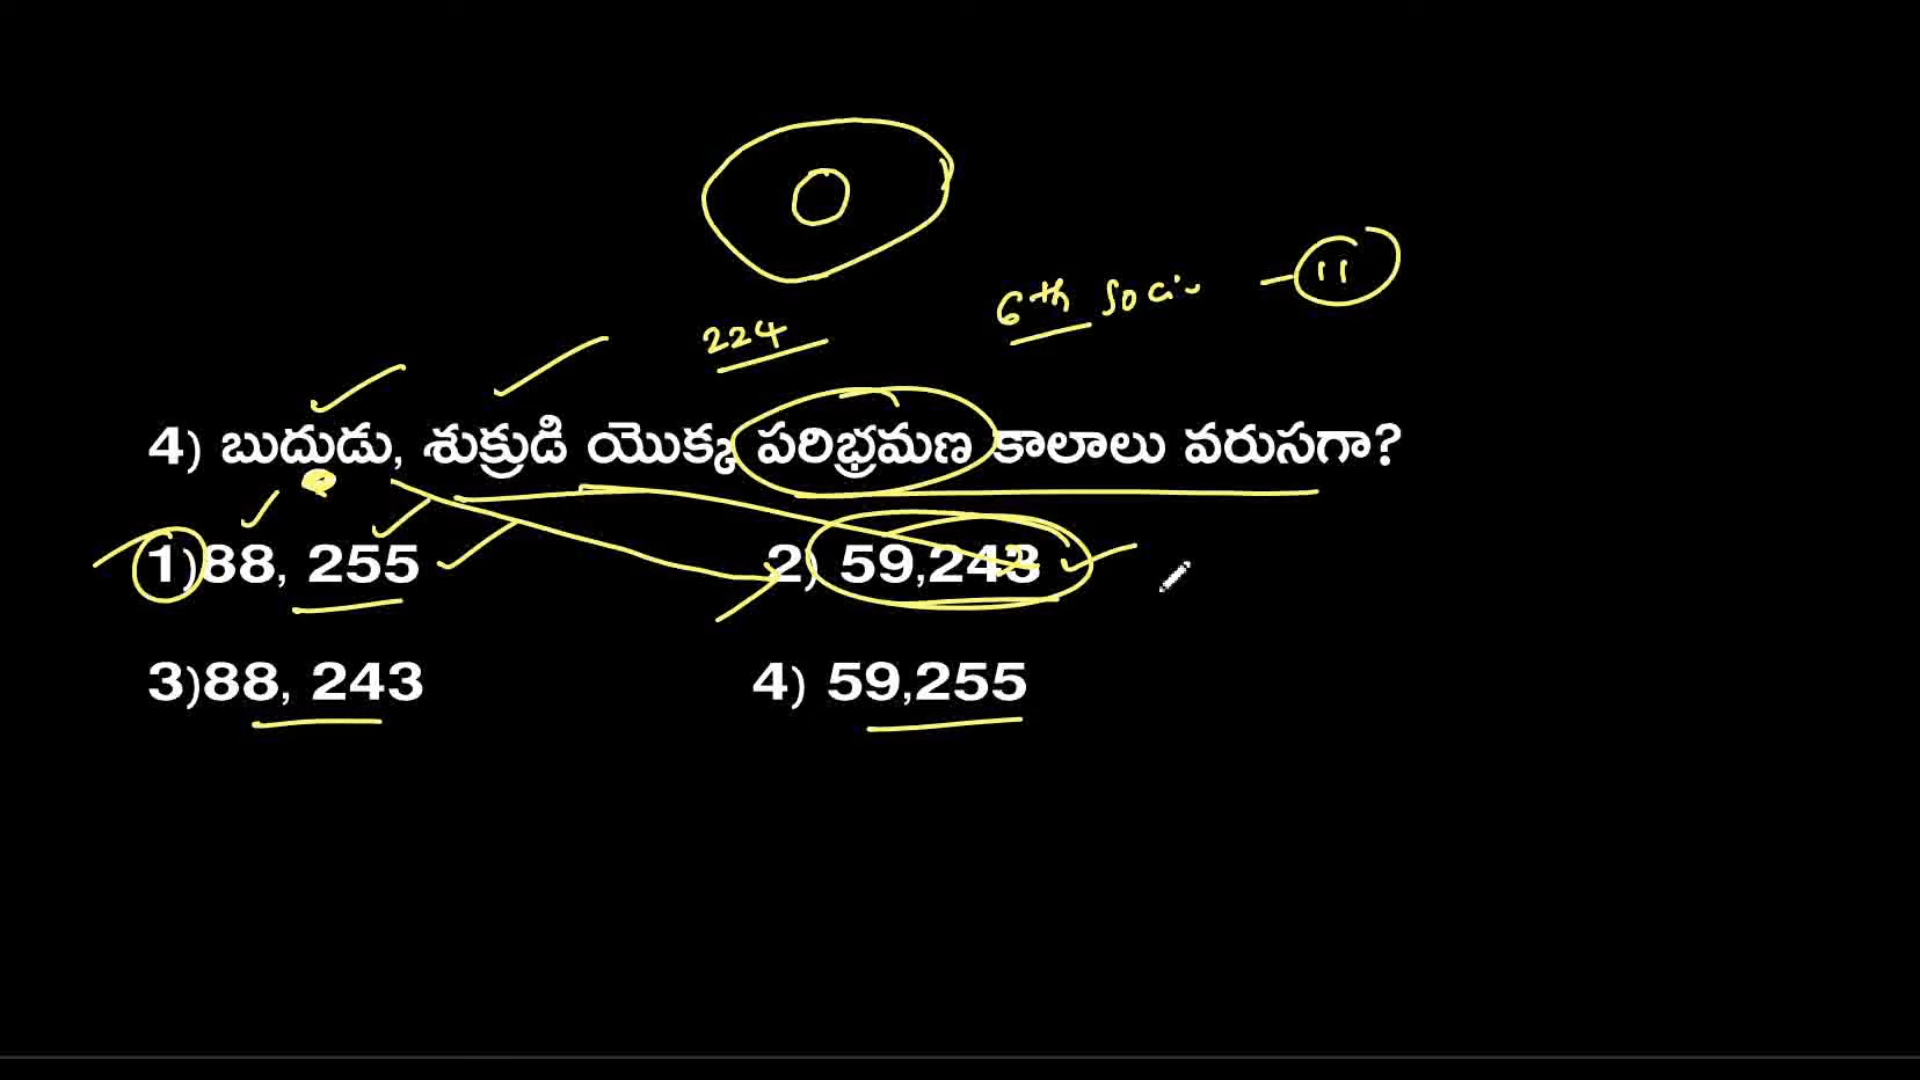 11
6th Soci
224
4) బుదుడు, శుక్రుడి యొక్క పరిభ్రమణ కాలాలు వరుసగా?
1)88, 255 2) 59,243
3)88, 243 4) 59,255